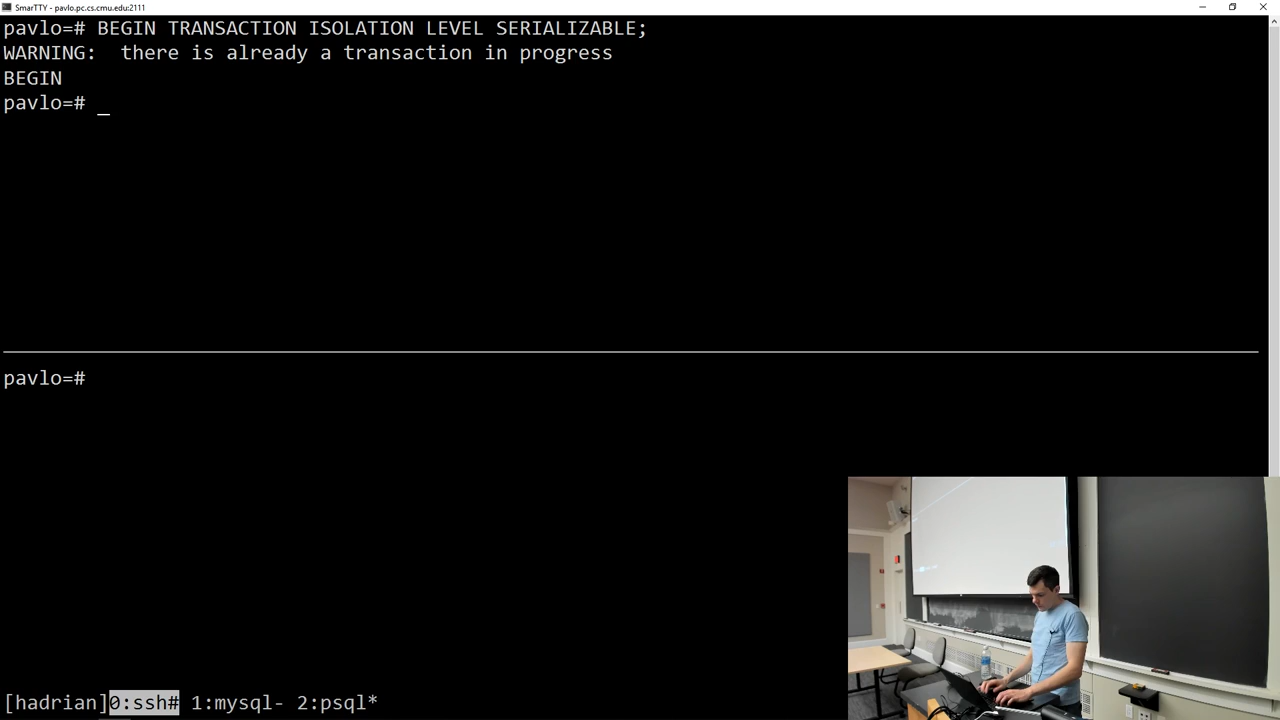 SmarTTY - pavlo.pc.cs.cmu.edu:2111
pavlo=# BEGIN TRANSACTION ISOLATION LEVEL SERIALIZABLE;
WARNING:  there is already a transaction in progress
BEGIN
pavlo=# _
pavlo=#
[hadrian]0:ssh# 1:mysql- 2:psql*